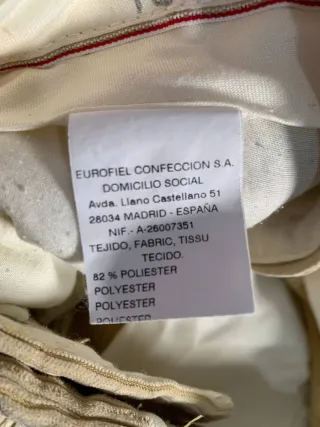 EUROFIEL CONFECCION S.A.
DOMICILIO SOCIAL
Avda. Llano Castellano 51
28034 MADRID - ESPAÑA
NIF.- A-26007351
TEJIDO, FABRIC, TISSU
TECIDO.
82 % POLIESTER
POLYESTER
POLYESTER
POLIESTER